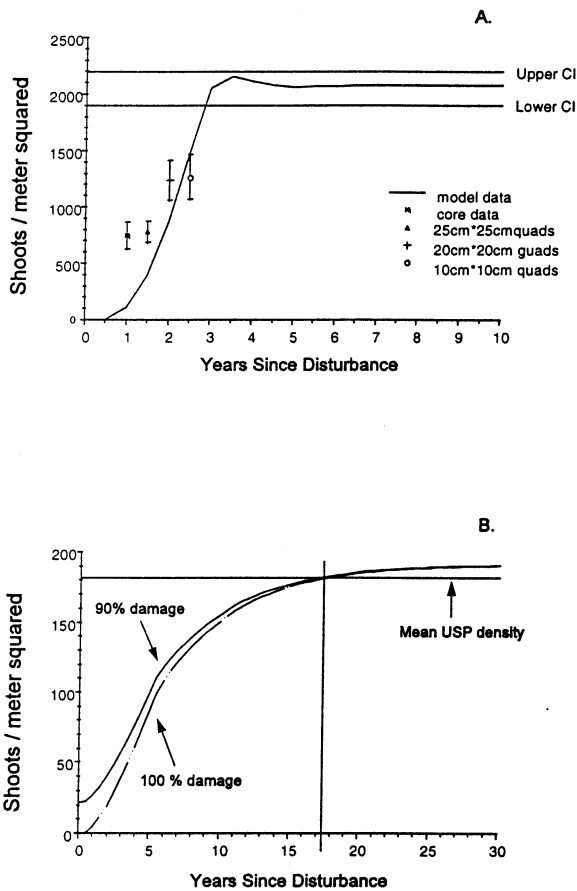 A.
2500
2000
1500
1000
500
0
Shoots / meter squared
Upper CI
Lower CI
model data
core data
25cm*25cmquads
20cm*20cm guads
10cm*10cm quads
0 1 2 3 4 5 6 7 8 9 10
Years Since Disturbance
B.
200
150
100
50
0
Shoots / meter squared
90% damage
Mean USP density
100 % damage
0 5 10 15 20 25 30
Years Since Disturbance